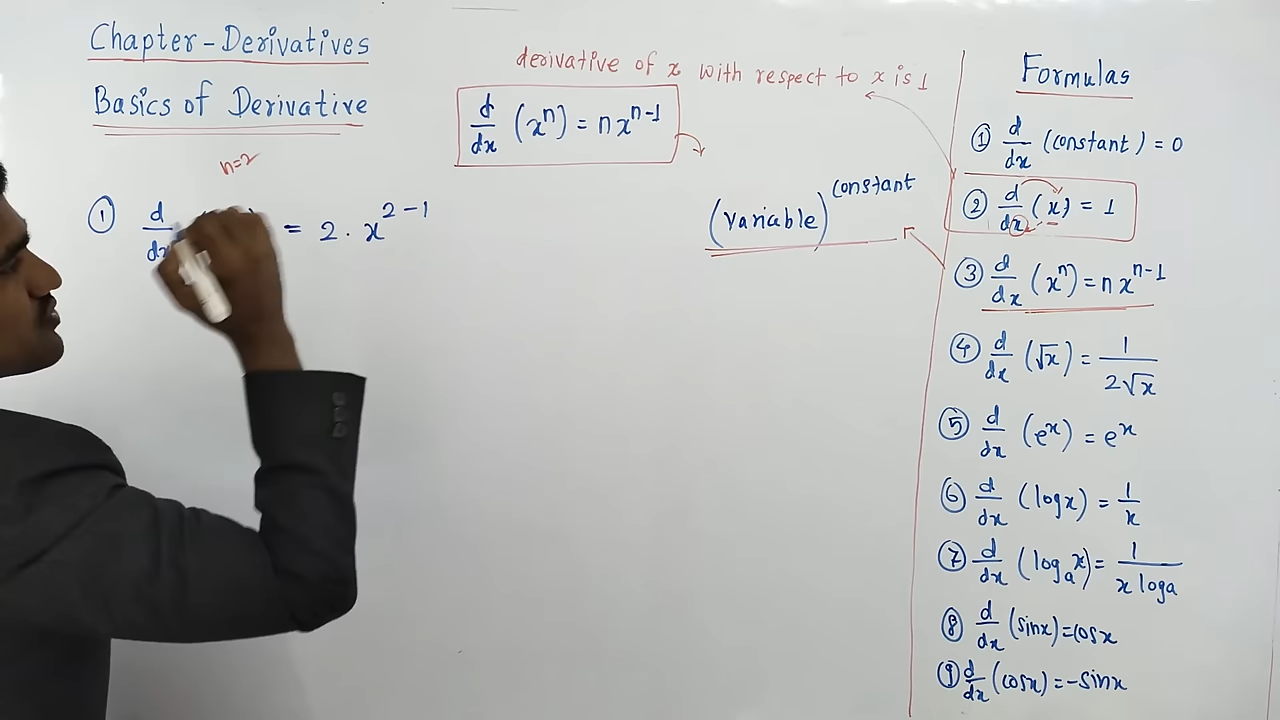 Chapter - Derivatives
Basics of Derivative
n=2
① d/dx = 2 . x^(2-1)
derivative of x with respect to x is 1
d/dx (x^n) = n x^(n-1)
(variable)^constant
Formulas
① d/dx (constant) = 0
② d/dx (x) = 1
③ d/dx (x^n) = n x^(n-1)
④ d/dx (√x) = 1/(2√x)
⑤ d/dx (e^x) = e^x
⑥ d/dx (log x) = 1/x
⑦ d/dx (log_a x) = 1/(x log a)
⑧ d/dx (sin x) = cos x
⑨ d/dx (cos x) = - sin x